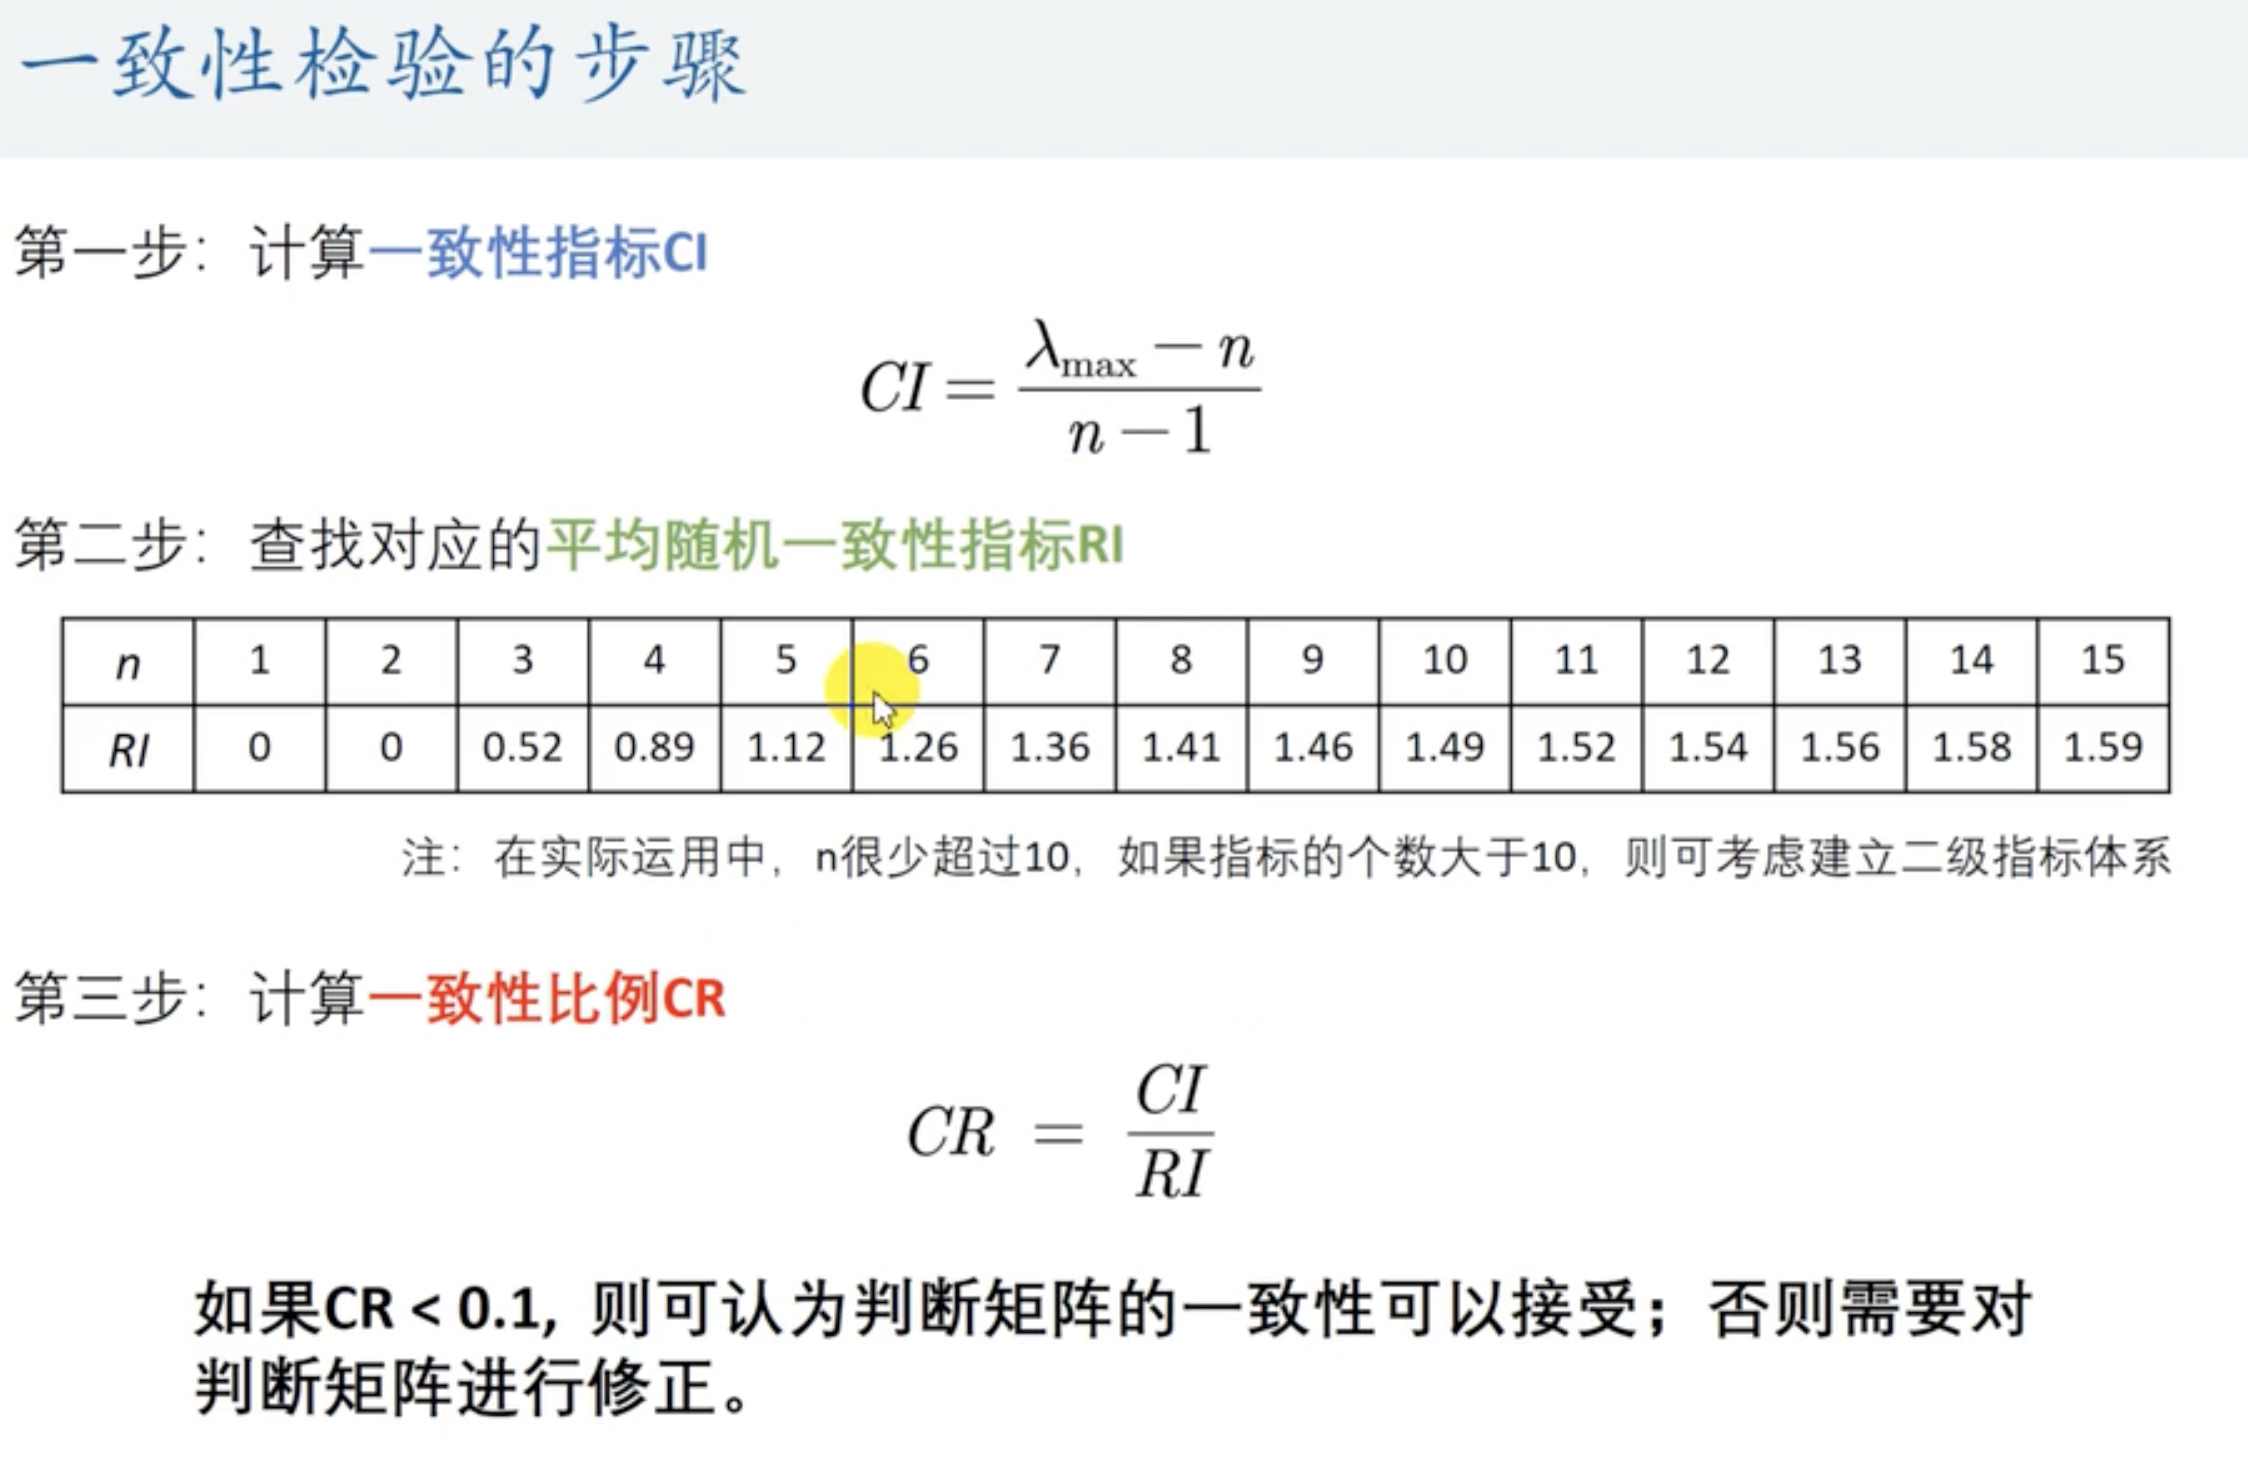 一致性检验的步骤
第一步：计算一致性指标CI
CI = (λmax − n) / (n − 1)
第二步：查找对应的平均随机一致性指标RI
n 1 2 3 4 5 6 7 8 9 10 11 12 13 14 15
RI 0 0 0.52 0.89 1.12 1.26 1.36 1.41 1.46 1.49 1.52 1.54 1.56 1.58 1.59
注：在实际运用中，n很少超过10，如果指标的个数大于10，则可考虑建立二级指标体系
第三步：计算一致性比例CR
CR = CI / RI
如果CR < 0.1, 则可认为判断矩阵的一致性可以接受；否则需要对
判断矩阵进行修正。